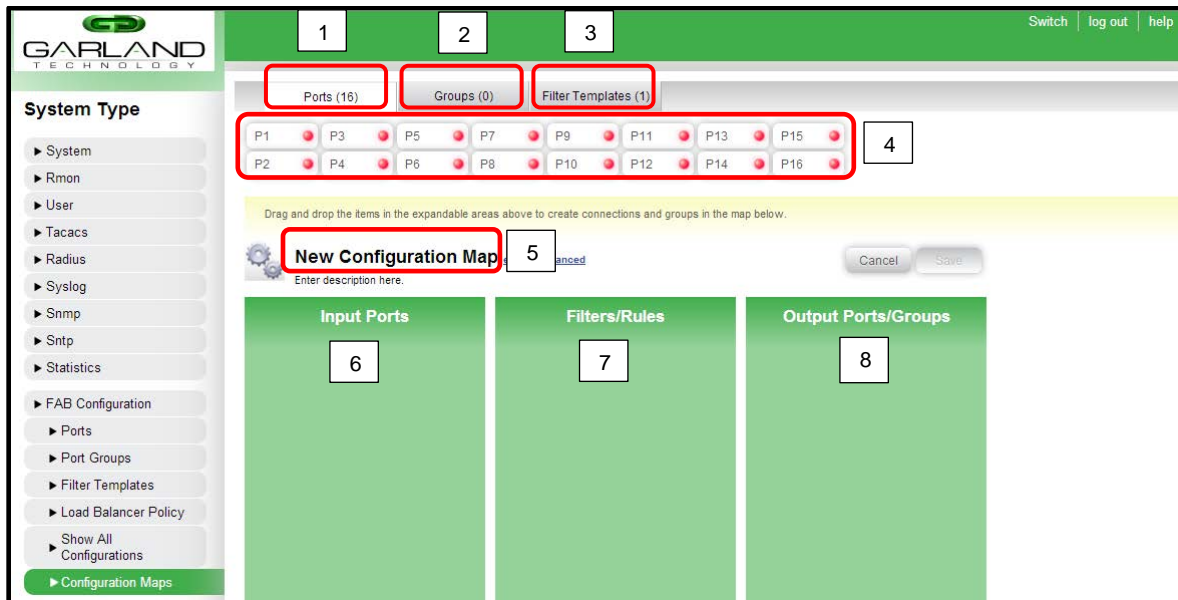 GARLAND
TECHNOLOGY
1
2
3
Switch log out help
System Type
Ports (16)
Groups (0)
Filter Templates (1)
P1 P3 P5 P7 P9 P11 P13 P15
P2 P4 P6 P8 P10 P12 P14 P16
4
System
Rmon
User
Tacacs
Radius
Syslog
Snmp
Sntp
Statistics
FAB Configuration
Ports
Port Groups
Filter Templates
Load Balancer Policy
Show All
Configurations
Configuration Maps
Drag and drop the items in the expandable areas above to create connections and groups in the map below.
New Configuration Map
5
Cancel
Save
Enter description here.
Input Ports
Filters/Rules
Output Ports/Groups
6
7
8